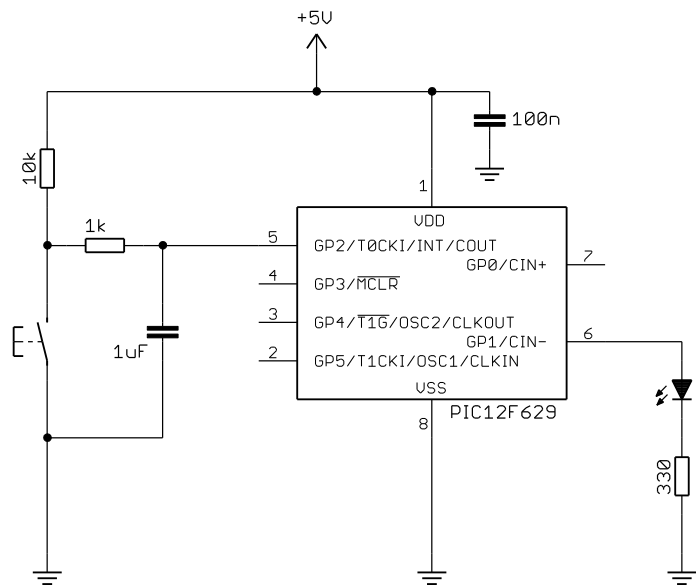 +5V
100n
10k
1
VDD
1k
5
GP2/T0CKI/INT/COUT
GP0/CIN+
7
4
GP3/MCLR
3
GP4/T1G/OSC2/CLKOUT
GP1/CIN-
6
1uF
2
GP5/T1CKI/OSC1/CLKIN
VSS
PIC12F629
8
330